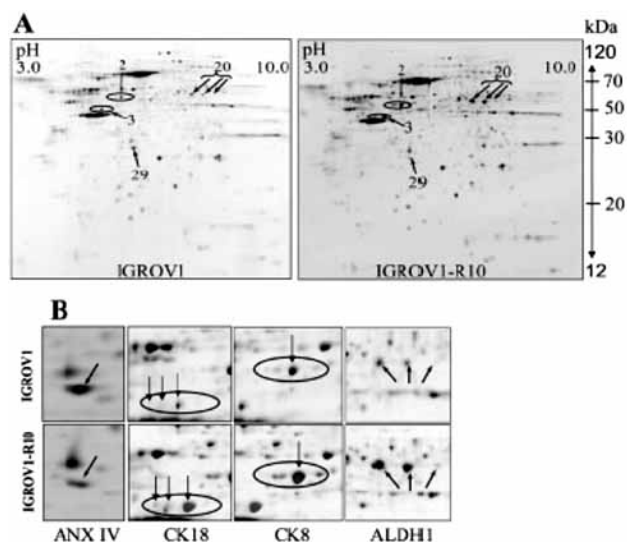 A
kDa
pH
3.0
2
20
10.0
3
29
IGROV1
pH
3.0
2
20
10.0
3
29
IGROV1-R10
120
70
50
30
20
12
B
IGROV1
IGROV1-R10
ANX IV
CK18
CK8
ALDH1